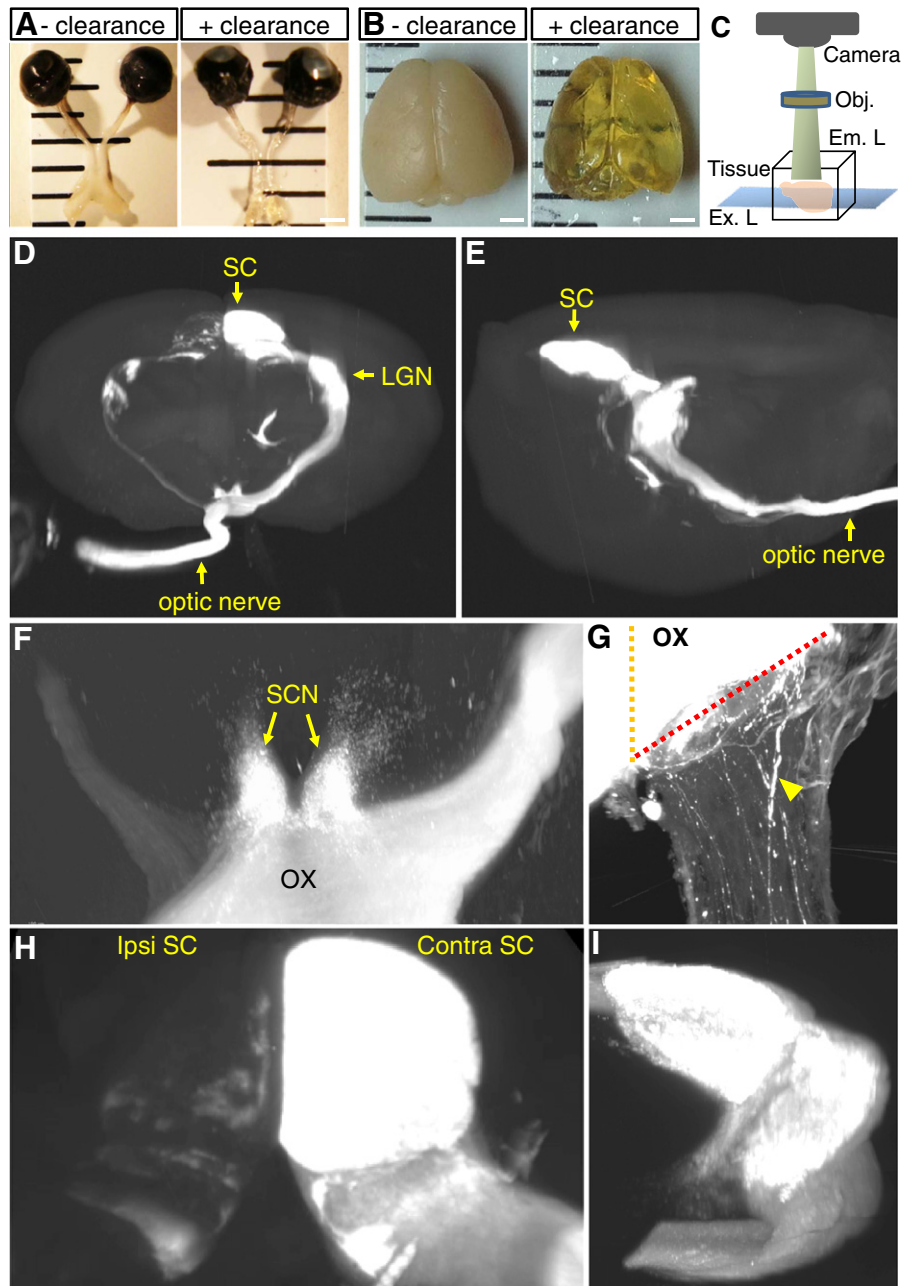 A - clearance + clearance
B - clearance + clearance
C
Camera
Obj.
Em. L
Tissue
Ex. L
D
SC
LGN
optic nerve
E
SC
optic nerve
F
SCN
OX
G
OX
H
Ipsi SC
Contra SC
I